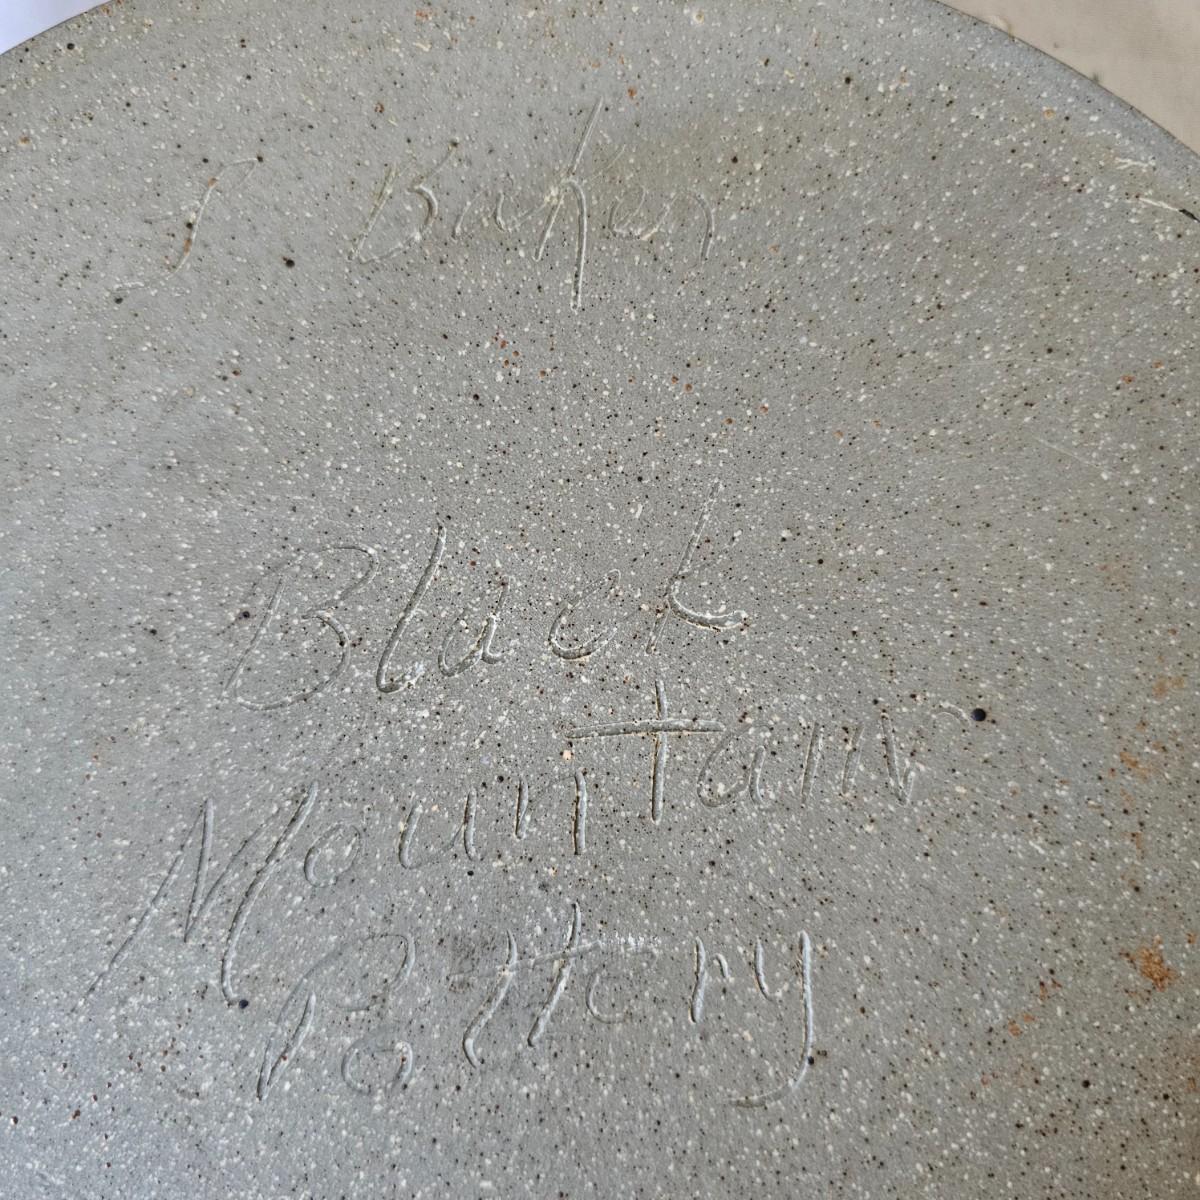 J Baker
Black
Mountain
Pottery